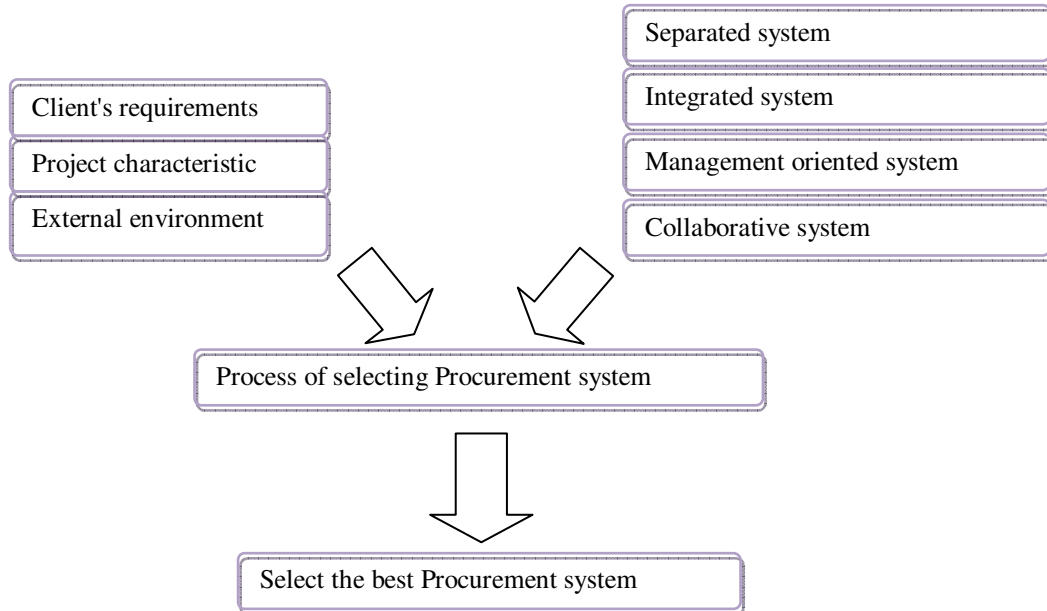 Client's requirements
Project characteristic
External environment
Separated system
Integrated system
Management oriented system
Collaborative system
Process of selecting Procurement system
Select the best Procurement system